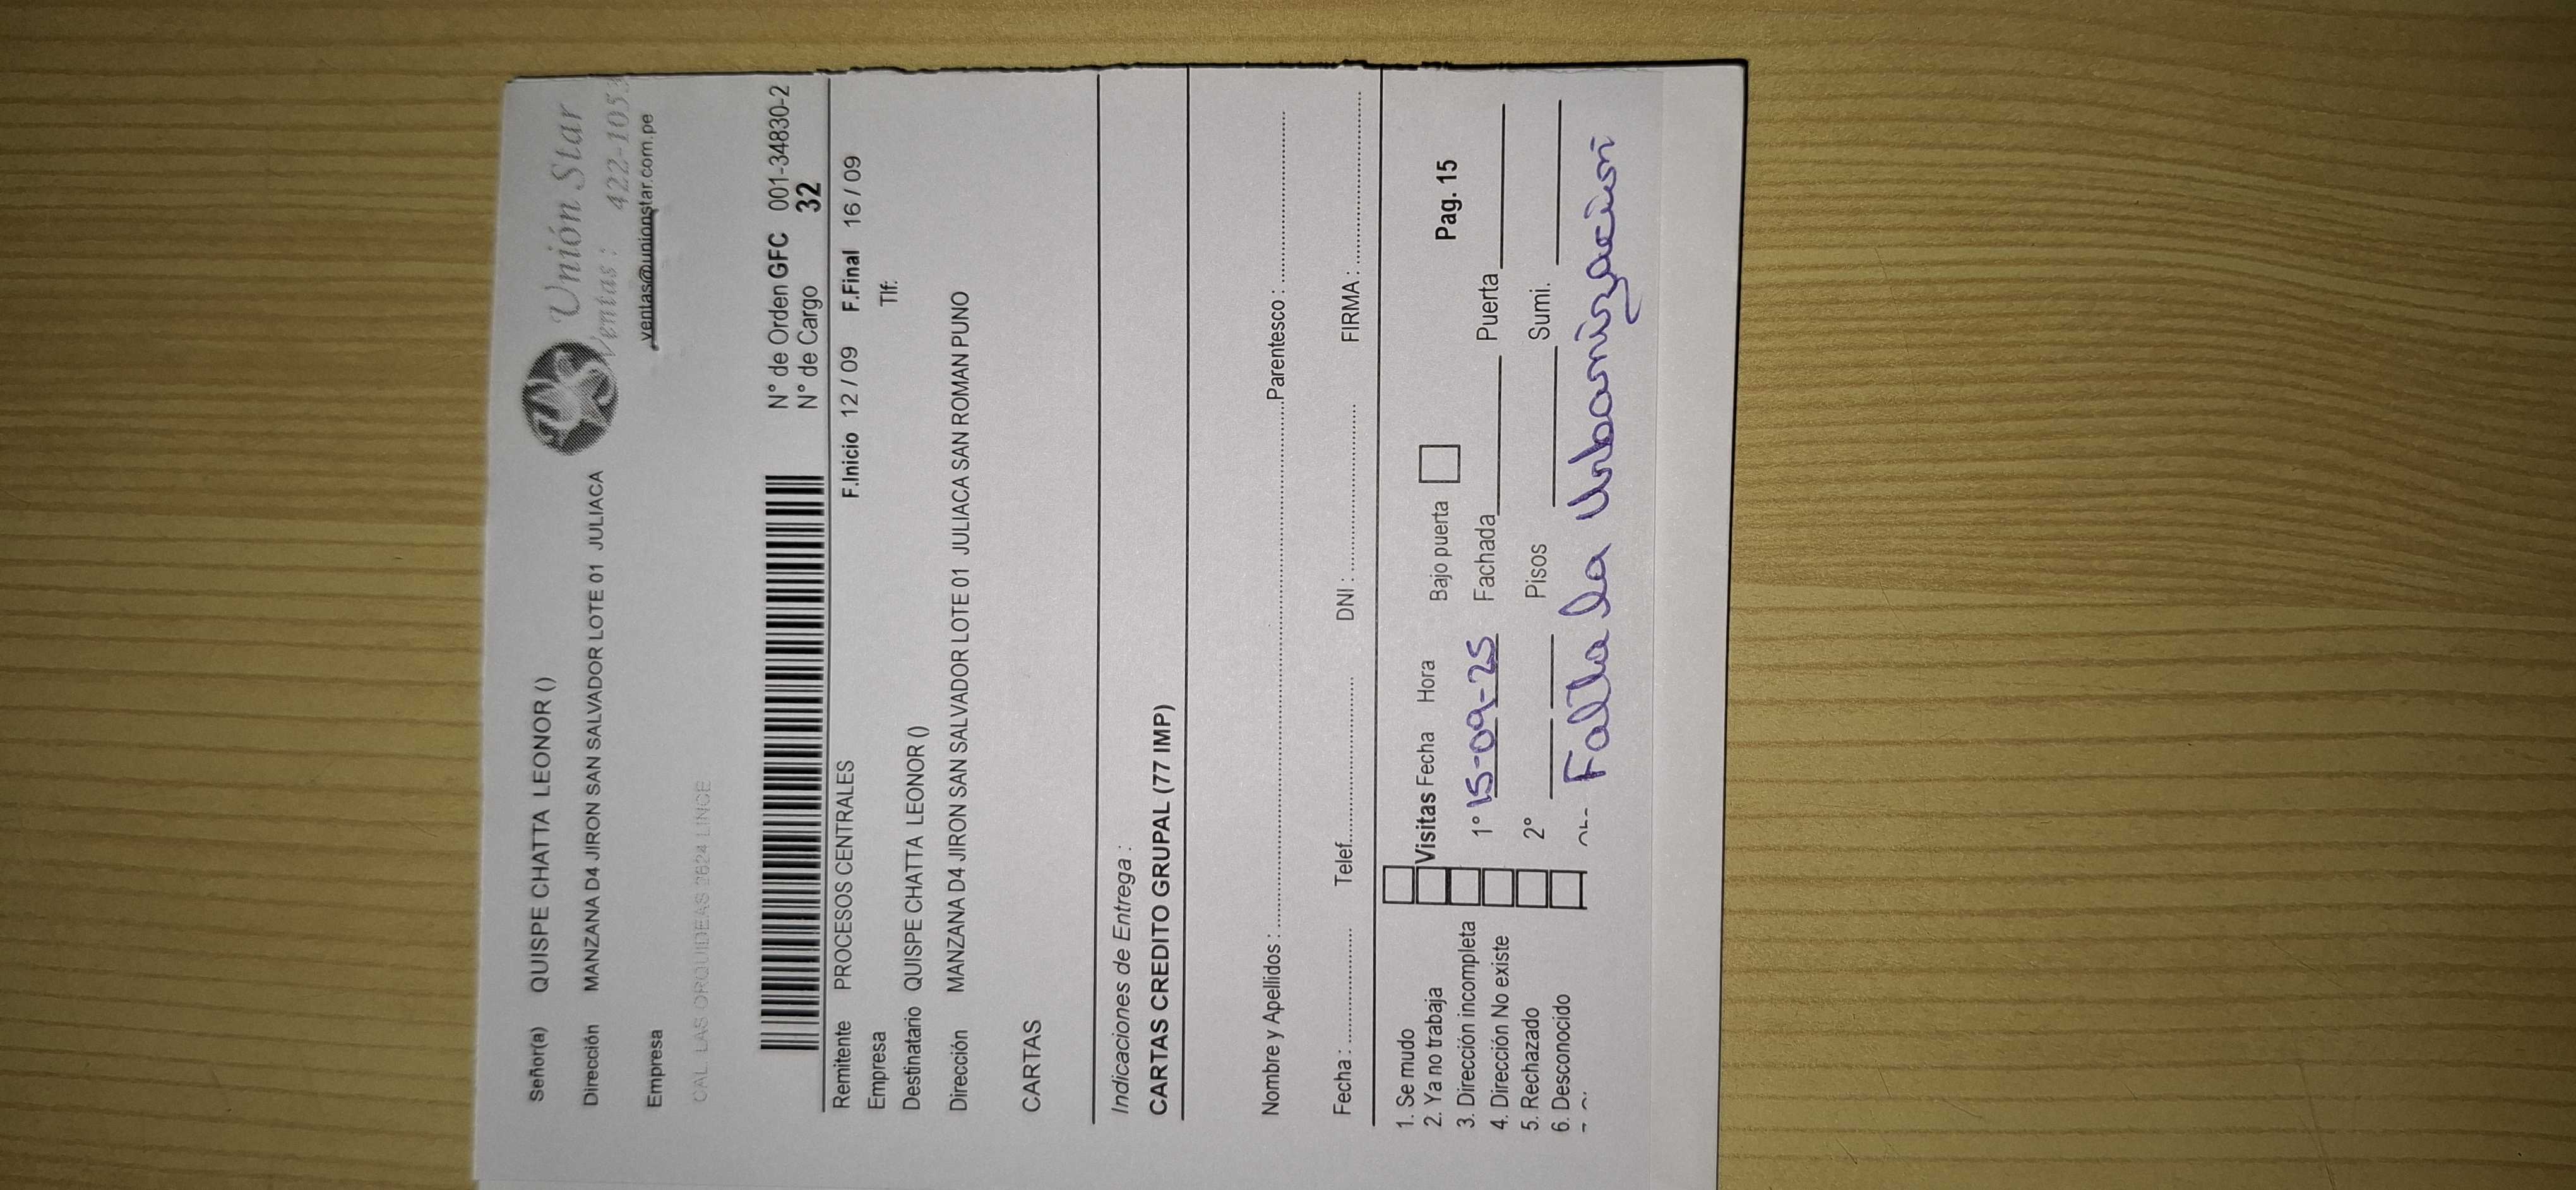 Señor(a) QUISPE CHATTA LEONOR ()
Unión Star
Dirección MANZANA D4 JIRON SAN SALVADOR LOTE 01 JULIACA
Ventas : 422-1053
ventas@unionstar.com.pe
Empresa
CAL. LAS ORQUIDEAS 2624 LINCE
N° de Orden GFC 001-34830-2
N° de Cargo 32
Remitente PROCESOS CENTRALES F.Inicio 12 / 09 F.Final 16 / 09
Empresa Tlf:
Destinatario QUISPE CHATTA LEONOR ()
Dirección MANZANA D4 JIRON SAN SALVADOR LOTE 01 JULIACA SAN ROMAN PUNO
CARTAS
Indicaciones de Entrega :
CARTAS CREDITO GRUPAL (77 IMP)
Nombre y Apellidos : Parentesco :
Fecha : Telef. DNI : FIRMA :
1. Se mudo
2. Ya no trabaja Visitas Fecha Hora Bajo puerta Pag. 15
3. Dirección incompleta
4. Dirección No existe 1° 15-09-25 Fachada Puerta
5. Rechazado
6. Desconocido 2° Pisos Sumi.
Falta la Urbanización